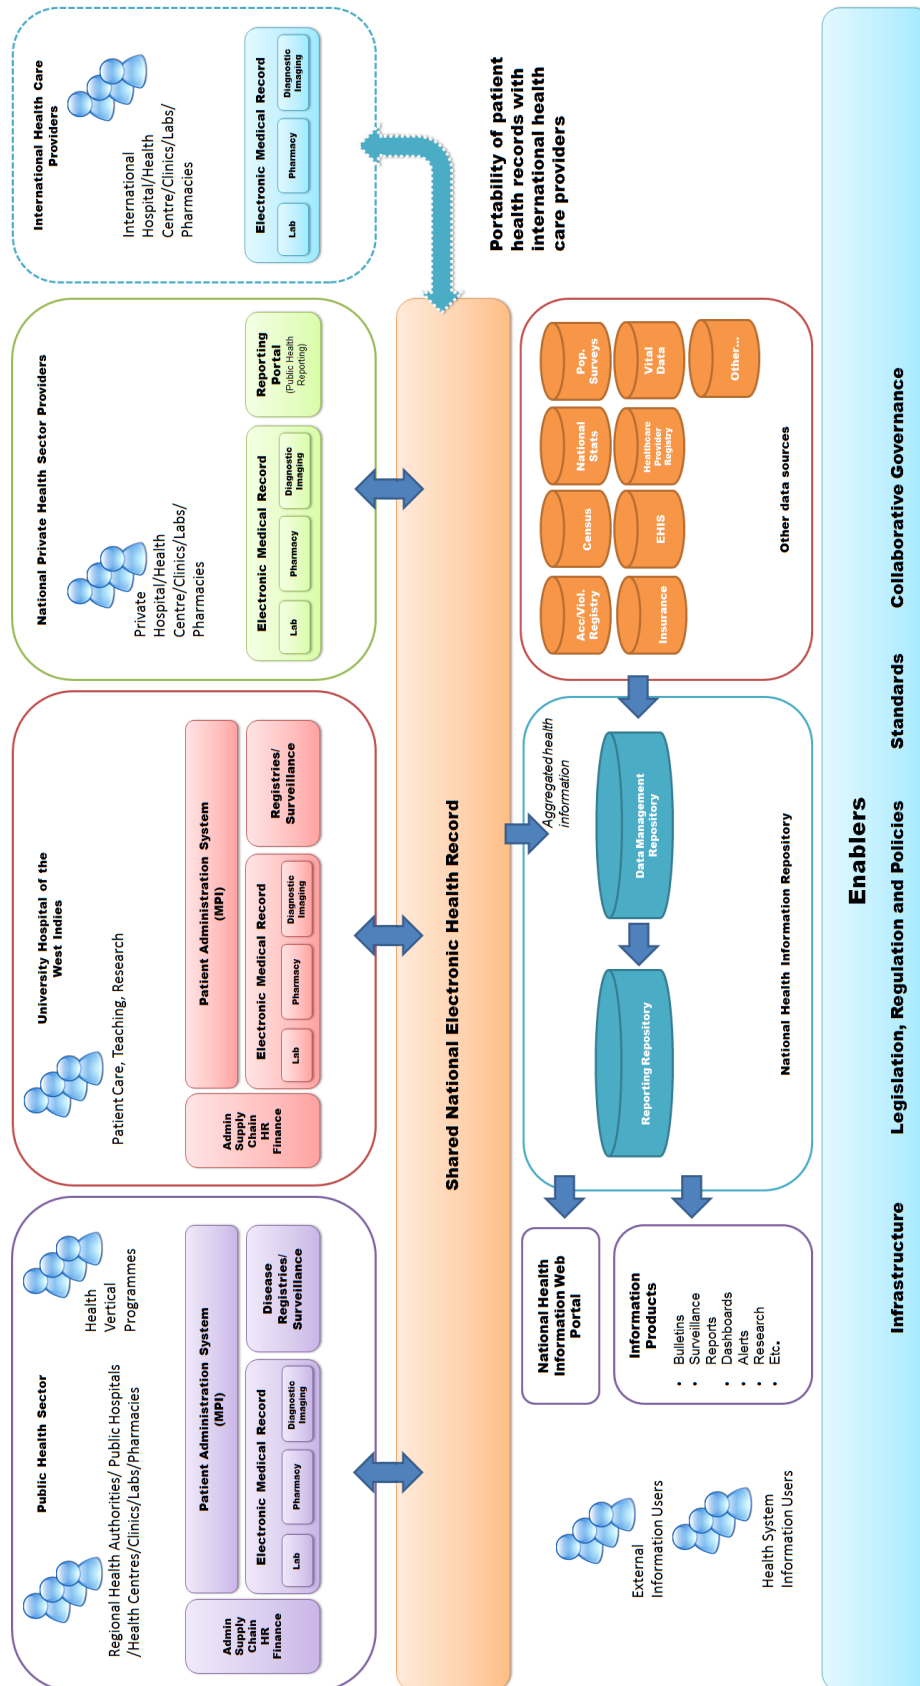 Public Health Sector
Regional Health Authorities/ Public Hospitals
/Health Centres/Clinics/Labs/Pharmacies
Health
Vertical
Programmes
Admin
Supply
Chain
HR
Finance
Patient Administration System
(MPI)
Electronic Medical Record
Lab
Pharmacy
Diagnostic
Imaging
Disease
Registries/
Surveillance
University Hospital of the
West Indies
Patient Care, Teaching, Research
Admin
Supply
Chain
HR
Finance
Patient Administration System
(MPI)
Electronic Medical Record
Lab
Pharmacy
Diagnostic
Imaging
Registries/
Surveillance
National Private Health Sector Providers
Private
Hospital/Health
Centre/Clinics/Labs/
Pharmacies
Electronic Medical Record
Lab
Pharmacy
Diagnostic
Imaging
Reporting
Portal
(Public Health
Reporting)
International Health Care
Providers
International
Hospital/Health
Centre/Clinics/Labs/
Pharmacies
Electronic Medical Record
Lab
Pharmacy
Diagnostic
Imaging
Shared National Electronic Health Record
Portability of patient
health records with
international health
care providers
External
Information Users
Health System
Information Users
National Health
Information Web
Portal
Information
Products
• Bulletins
• Surveillance
Reports
• Dashboards
• Alerts
• Research
• Etc.
Aggregated health
information
Reporting Repository
Data Management
Repository
National Health Information Repository
Acc/Viol.
Registry
Census
National
Stats
Pop.
Surveys
Insurance
EHIS
Healthcare
Provider
Registry
Vital
Data
Other...
Other data sources
Enablers
Infrastructure
Legislation, Regulation and Policies
Standards
Collaborative Governance